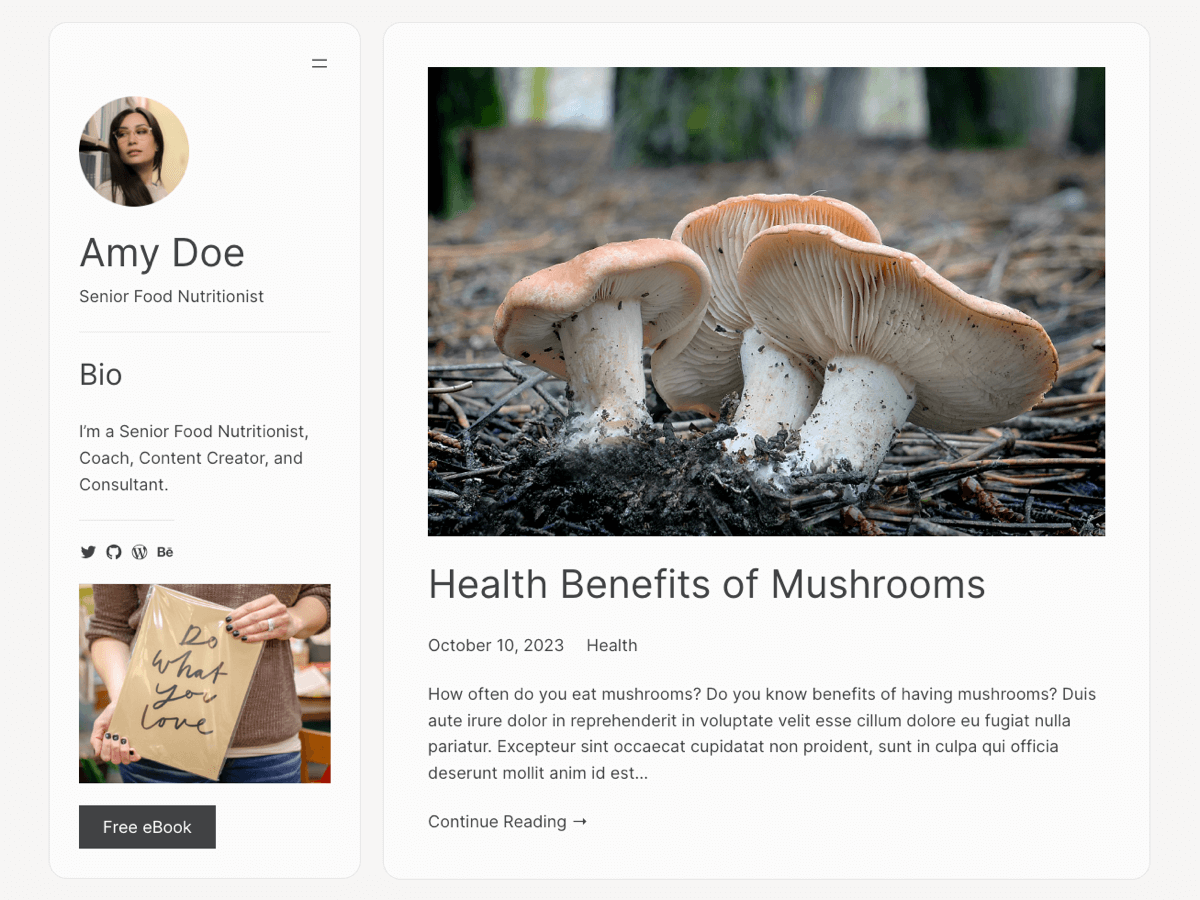 Amy Doe
Senior Food Nutritionist
Bio
I'm a Senior Food Nutritionist,
Coach, Content Creator, and
Consultant.
Bē
Do
what
you
love
Free eBook
Health Benefits of Mushrooms
October 10, 2023 Health
How often do you eat mushrooms? Do you know benefits of having mushrooms? Duis
aute irure dolor in reprehenderit in voluptate velit esse cillum dolore eu fugiat nulla
pariatur. Excepteur sint occaecat cupidatat non proident, sunt in culpa qui officia
deserunt mollit anim id est…
Continue Reading →